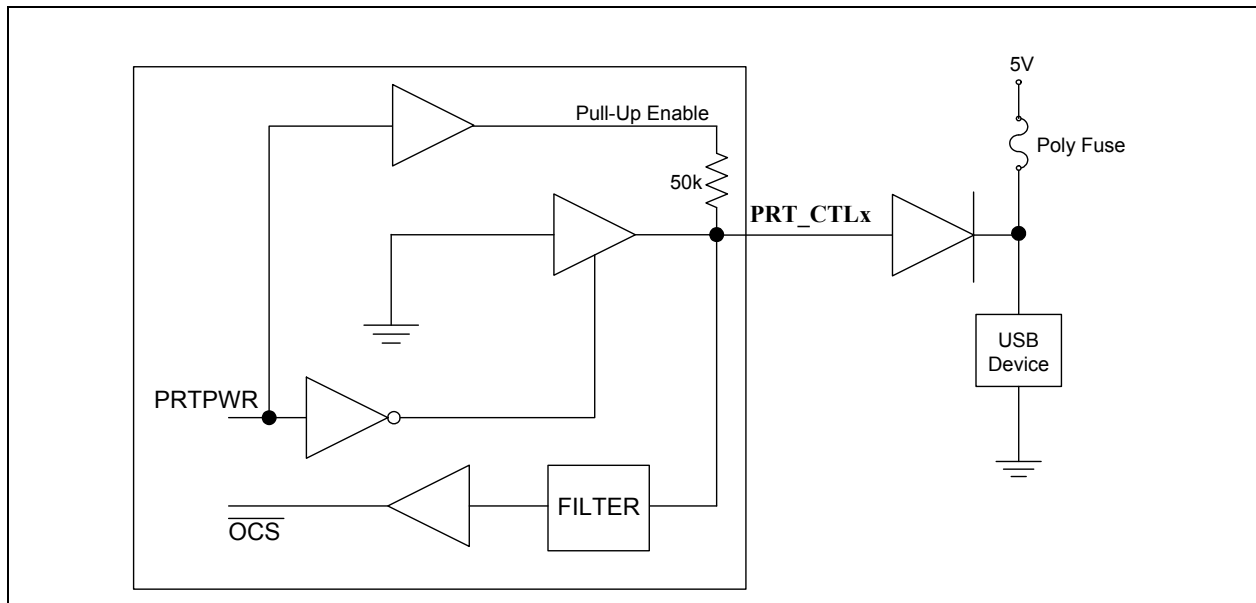 5V
Poly Fuse
Pull-Up Enable
50k
PRT_CTLx
USB
Device
PRTPWR
FILTER
OCS